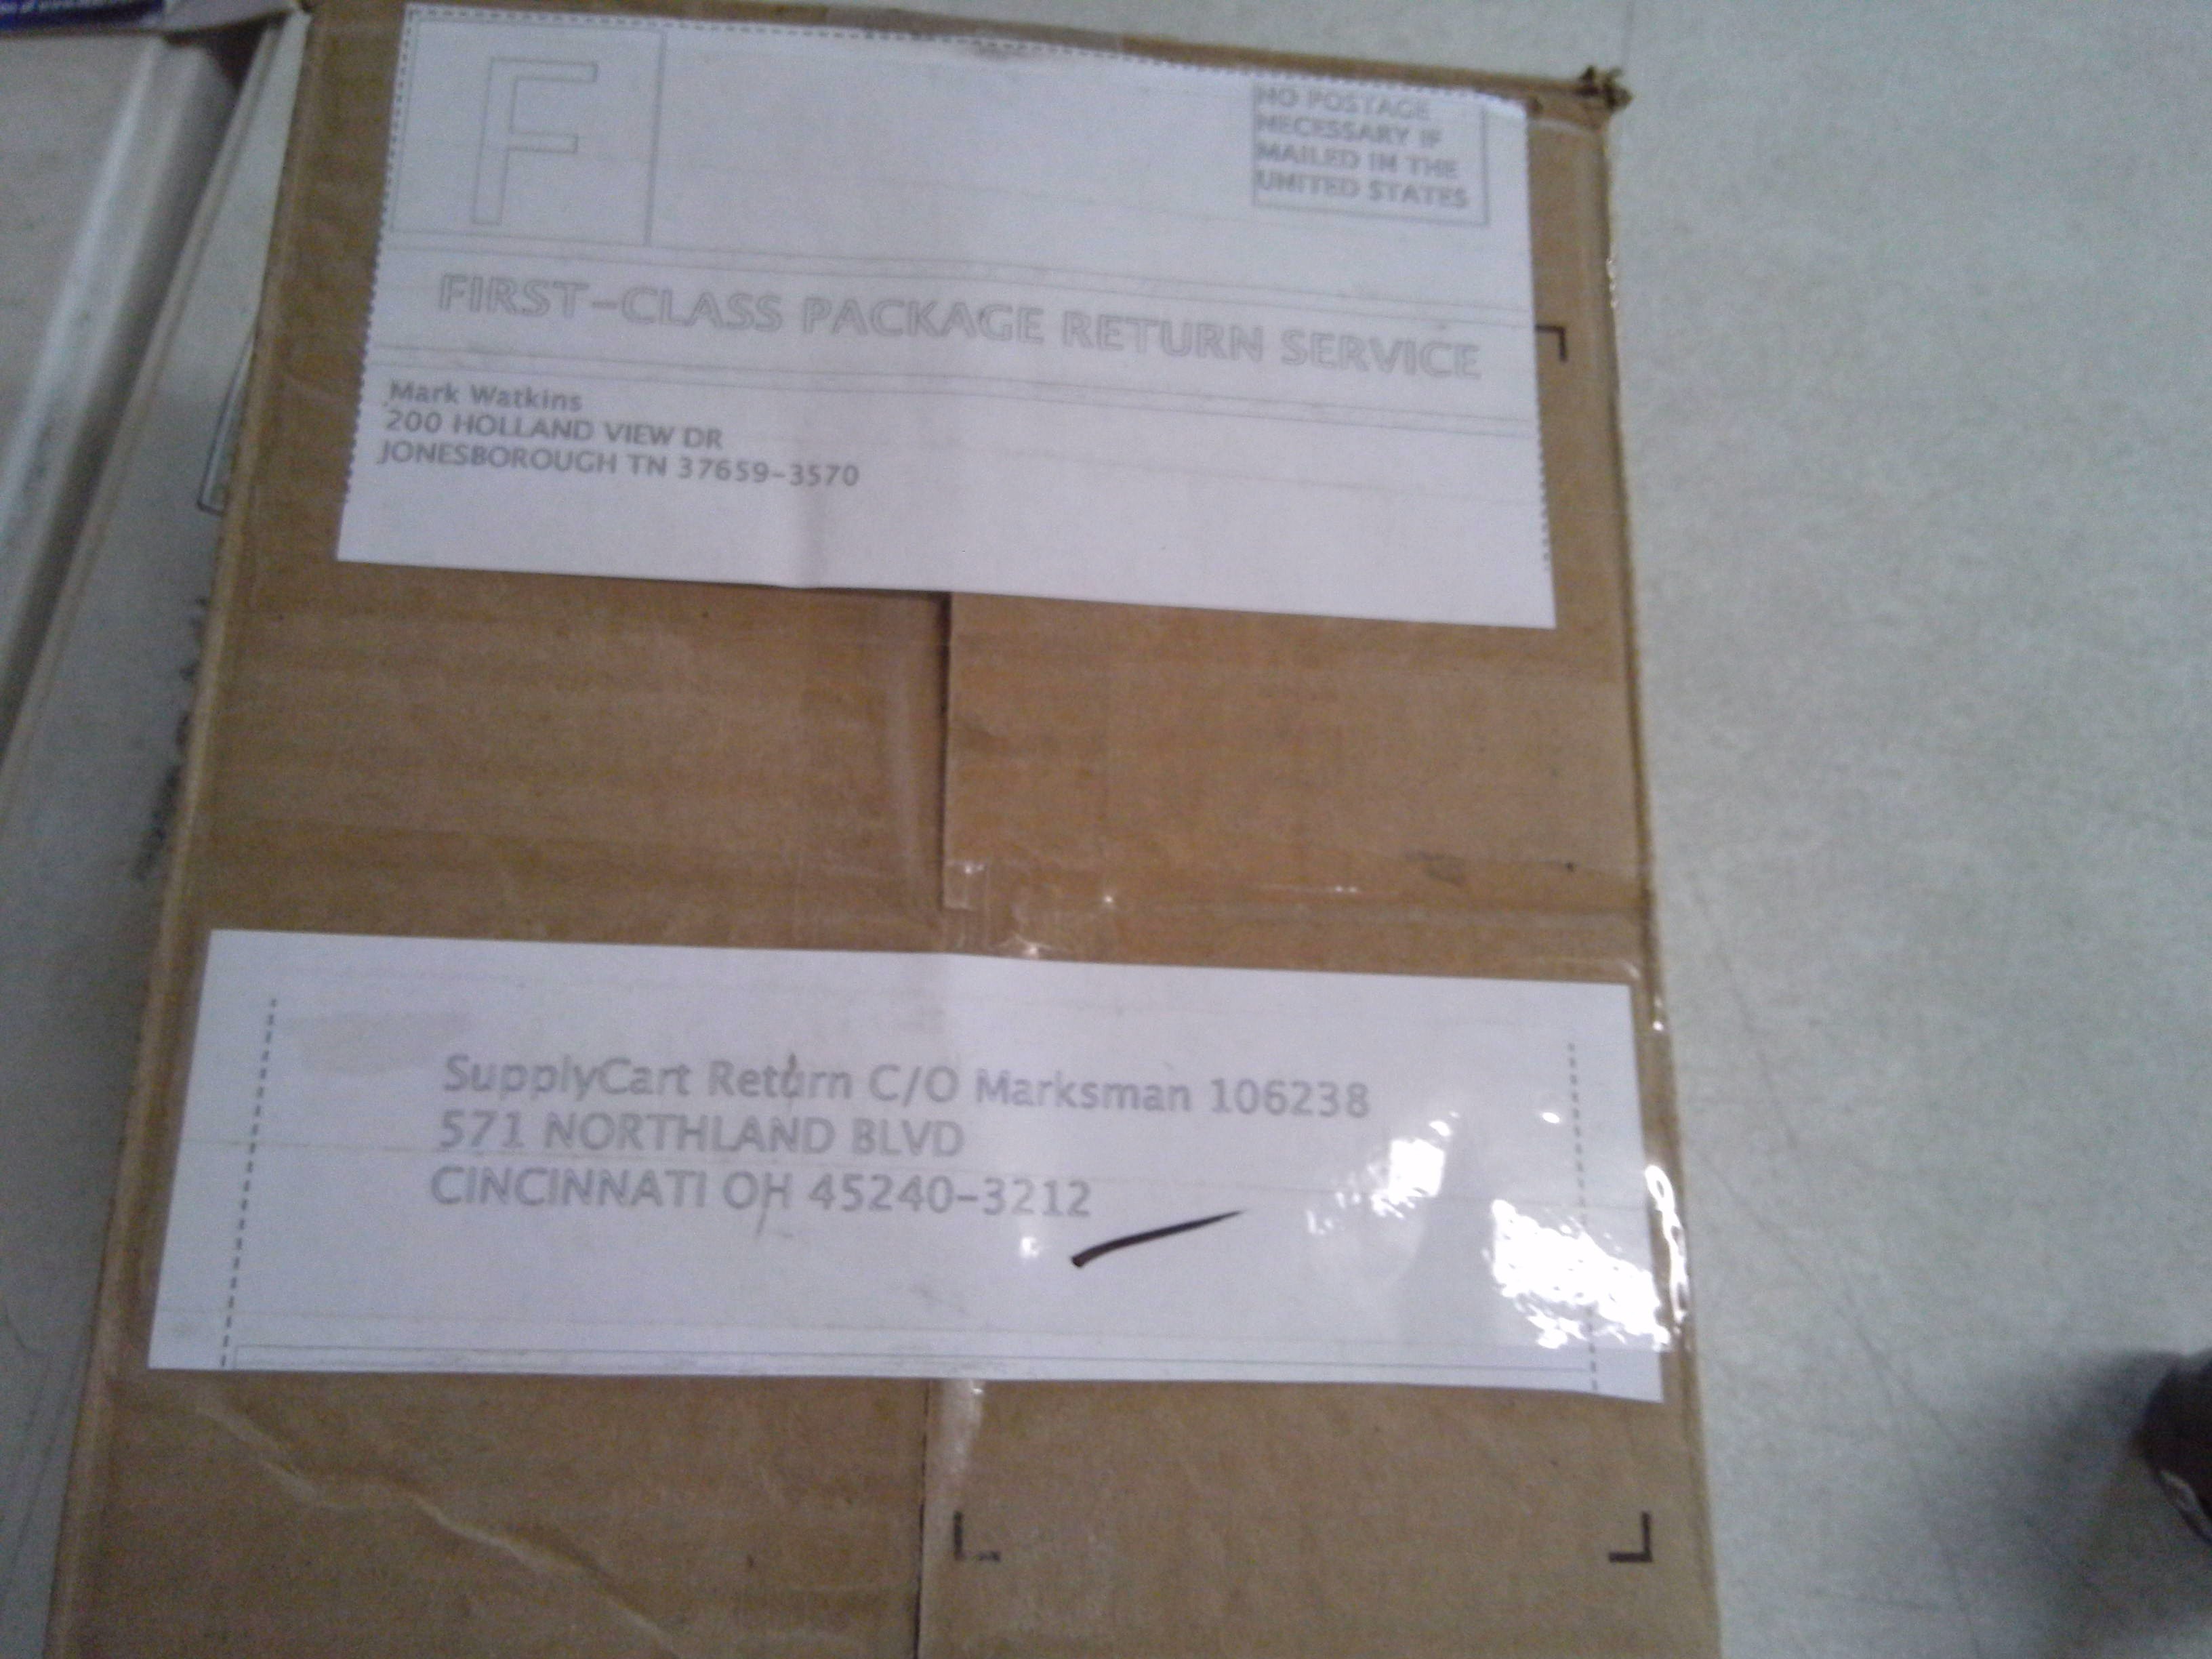 F
NO POSTAGE
NECESSARY IF
MAILED IN THE
UNITED STATES
FIRST-CLASS PACKAGE RETURN SERVICE
Mark Watkins
200 HOLLAND VIEW DR
JONESBOROUGH TN 37659-3570
SupplyCart Return C/O Marksman 106238
571 NORTHLAND BLVD
CINCINNATI OH 45240-3212